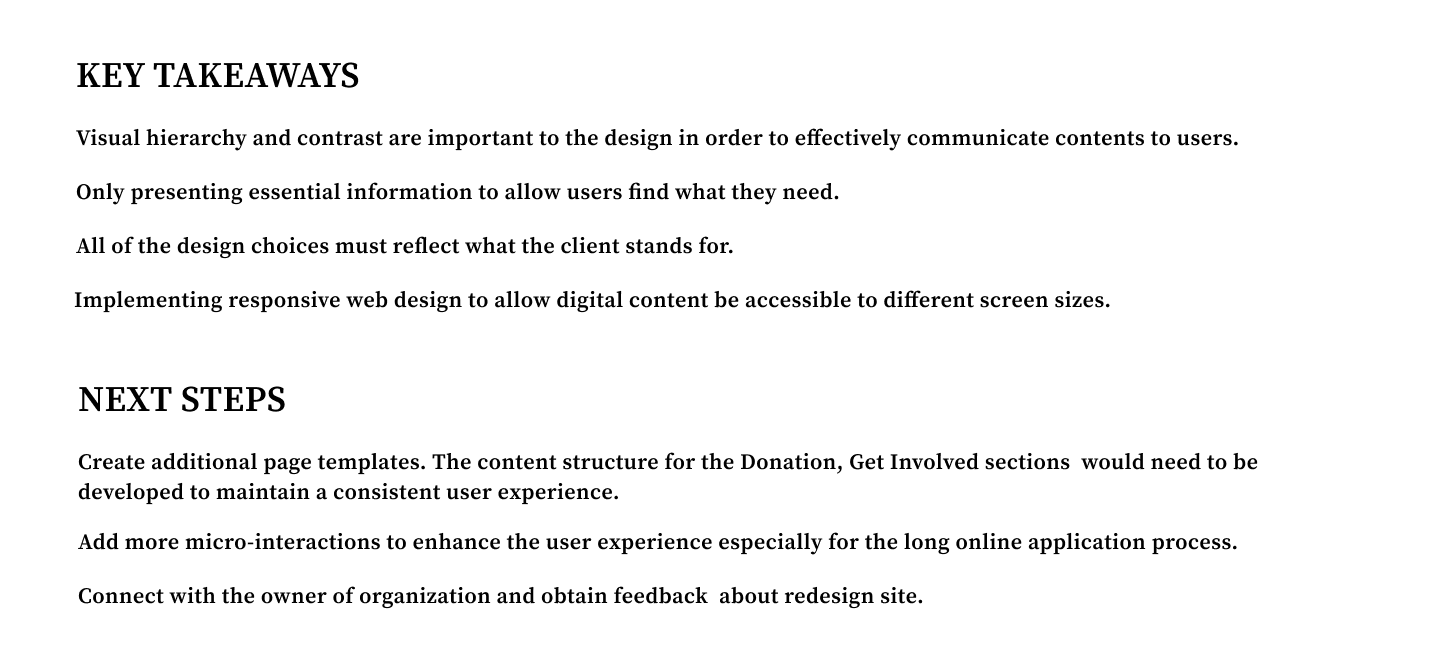 KEY TAKEAWAYS
Visual hierarchy and contrast are important to the design in order to effectively communicate contents to users.
Only presenting essential information to allow users find what they need.
All of the design choices must reflect what the client stands for.
Implementing responsive web design to allow digital content be accessible to different screen sizes.
NEXT STEPS
Create additional page templates. The content structure for the Donation, Get Involved sections  would need to be
developed to maintain a consistent user experience.
Add more micro-interactions to enhance the user experience especially for the long online application process.
Connect with the owner of organization and obtain feedback  about redesign site.